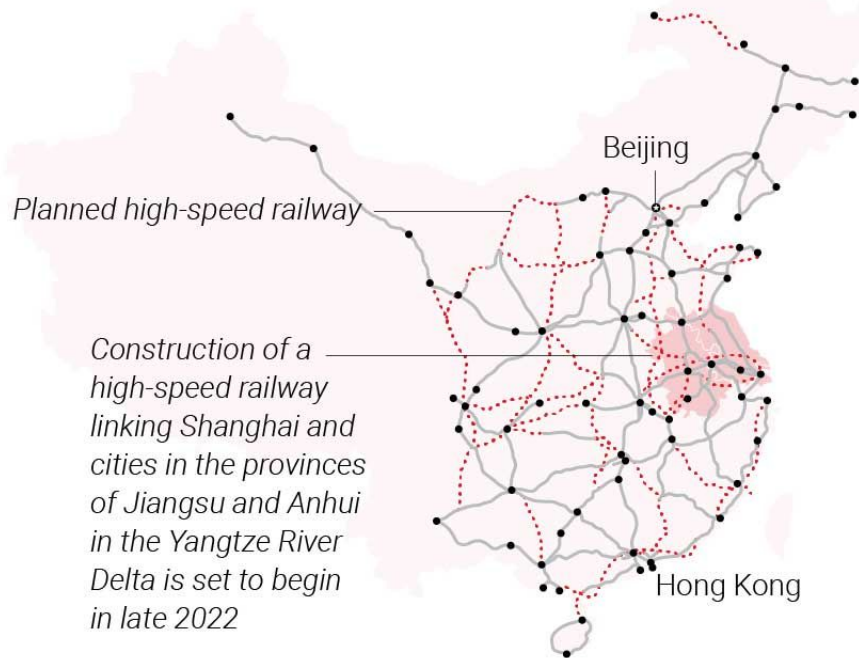 Beijing
Planned high-speed railway
Construction of a
high-speed railway
linking Shanghai and
cities in the provinces
of Jiangsu and Anhui
in the Yangtze River
Delta is set to begin
in late 2022
Hong Kong